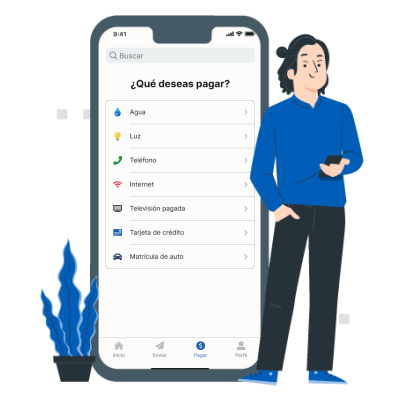 9:41
Buscar
¿Qué deseas pagar?
Agua
Luz
Teléfono
Internet
Televisión pagada
Tarjeta de crédito
Matrícula de auto
Inicio Enviar Pagar Perfil